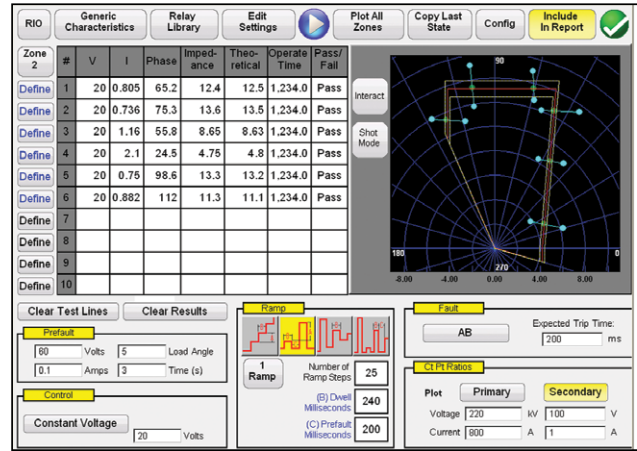 RIO
Generic Characteristics
Relay Library
Edit Settings
Plot All Zones
Copy Last State
Config
Include In Report
Zone 2 # V I Phase Imped-ance Theo-retical Operate Time Pass/Fail
Define 1 20 0.805 65.2 12.4 12.5 1,234.0 Pass
Define 2 20 0.736 75.3 13.6 13.5 1,234.0 Pass
Define 3 20 1.16 55.8 8.65 8.63 1,234.0 Pass
Define 4 20 2.1 24.5 4.75 4.8 1,234.0 Pass
Define 5 20 0.75 98.6 13.3 13.2 1,234.0 Pass
Define 6 20 0.882 112 11.3 11.1 1,234.0 Pass
Define 7
Define 8
Define 9
Define 10
Interact
Shot Mode
90
180
0
270
-8.00 -4.00 0.00 4.00 8.00
Clear Test Lines
Clear Results
Prefault
60 Volts 5 Load Angle
0.1 Amps 3 Time (s)
Control
Constant Voltage
20 Volts
Ramp
1 Ramp
Number of Ramp Steps 25
(B) Dwell Milliseconds 240
(C) Prefault Milliseconds 200
Fault
AB
Expected Trip Time:
200 ms
Ct Pt Ratios
Plot Primary Secondary
Voltage 220 kV 100 V
Current 800 A 1 A